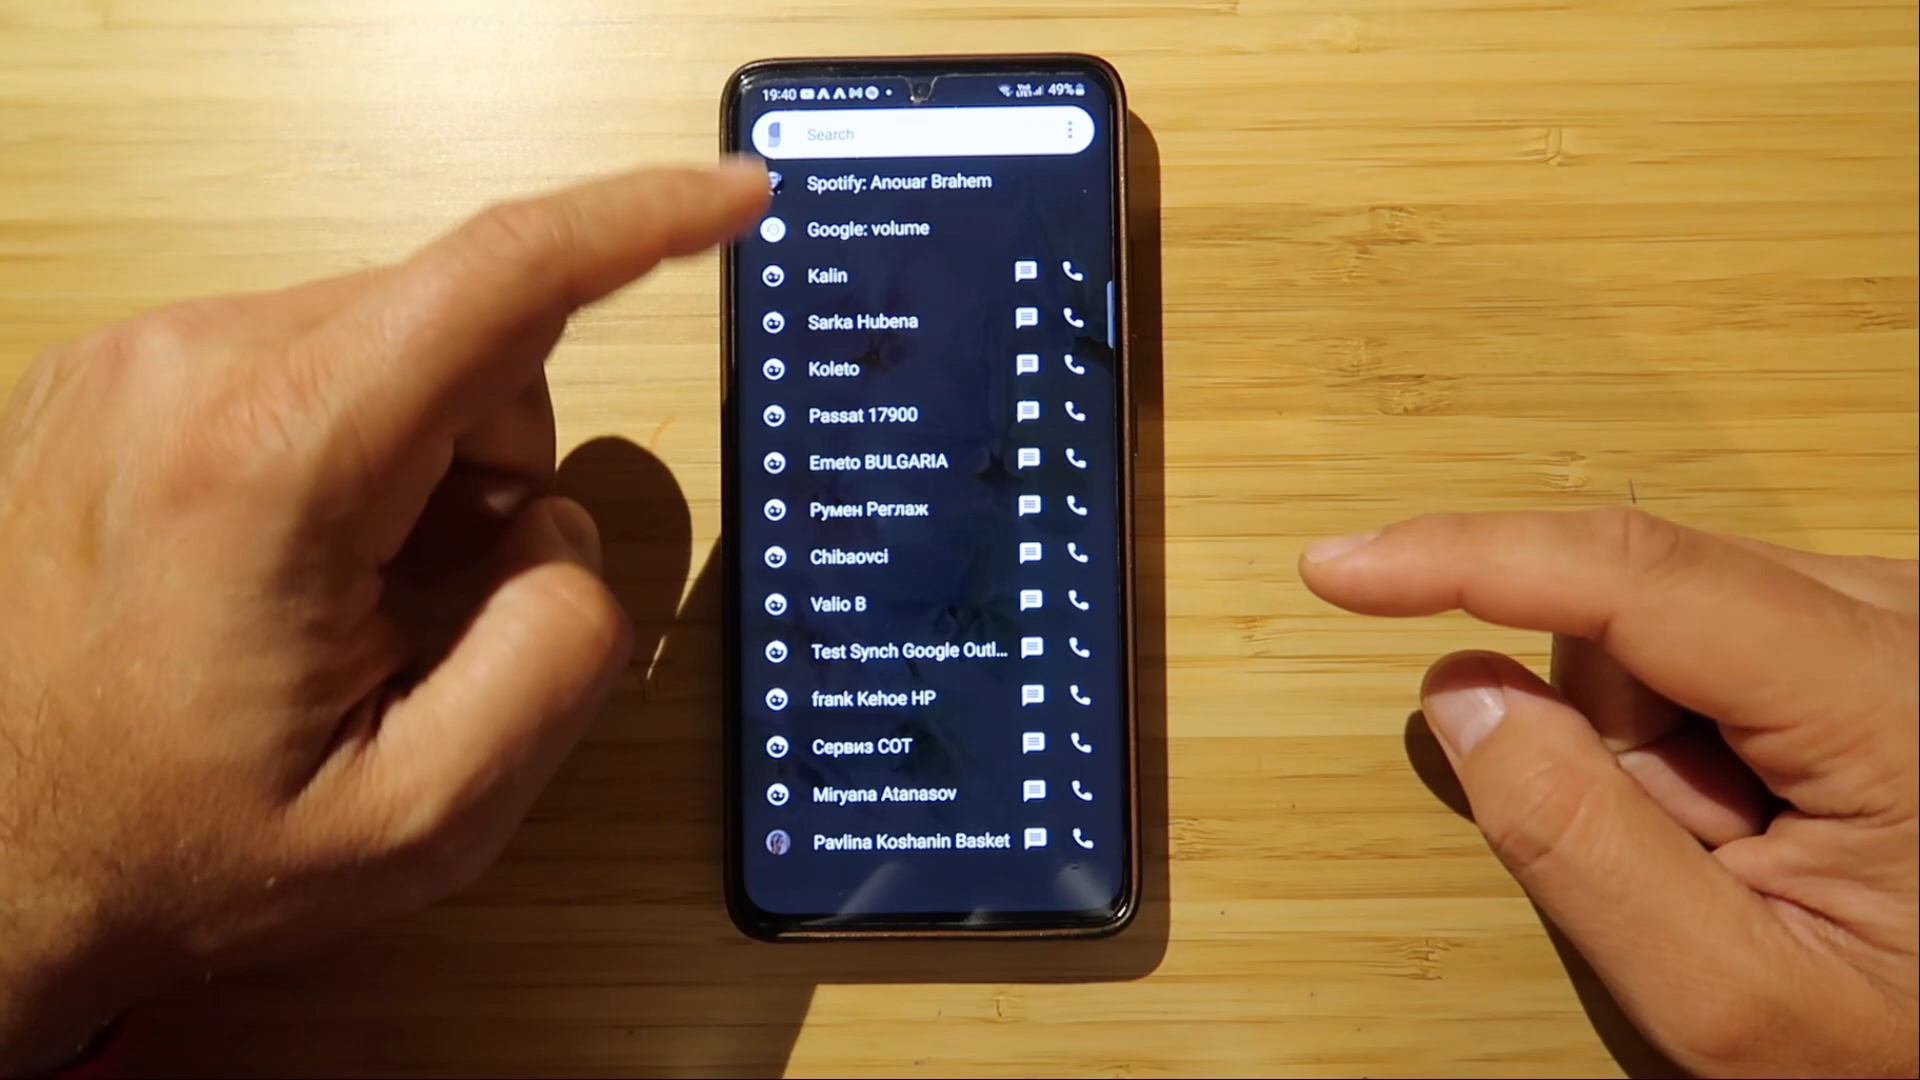 19:40 49%
Search
Spotify: Anouar Brahem
Google: volume
Kalin
Sarka Hubena
Koleto
Passat 17900
Emeto BULGARIA
Румен Реглаж
Chibaovci
Valio B
Test Synch Google Outl...
frank Kehoe HP
Сервиз СОТ
Miryana Atanasov
Pavlina Koshanin Basket